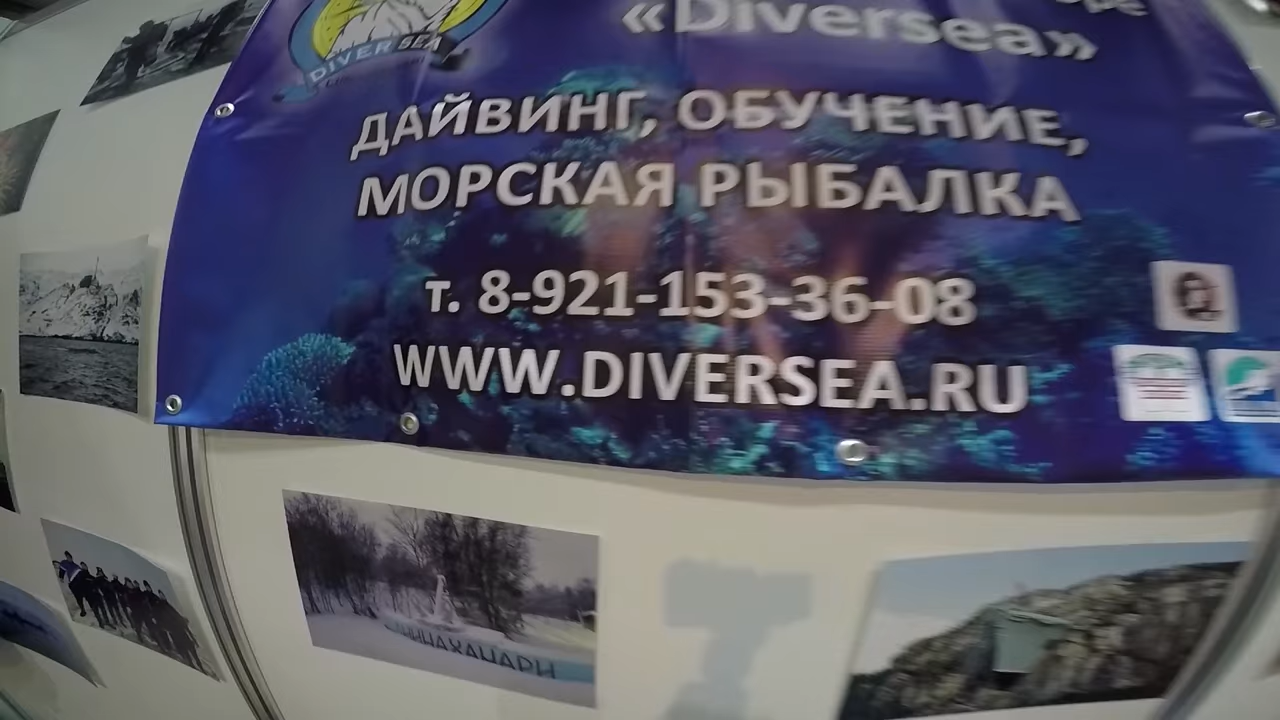 «Diversea»
DIVER SEA
ДАЙВИНГ, ОБУЧЕНИЕ,
МОРСКАЯ РЫБАЛКА
т. 8-921-153-36-08
WWW.DIVERSEA.RU